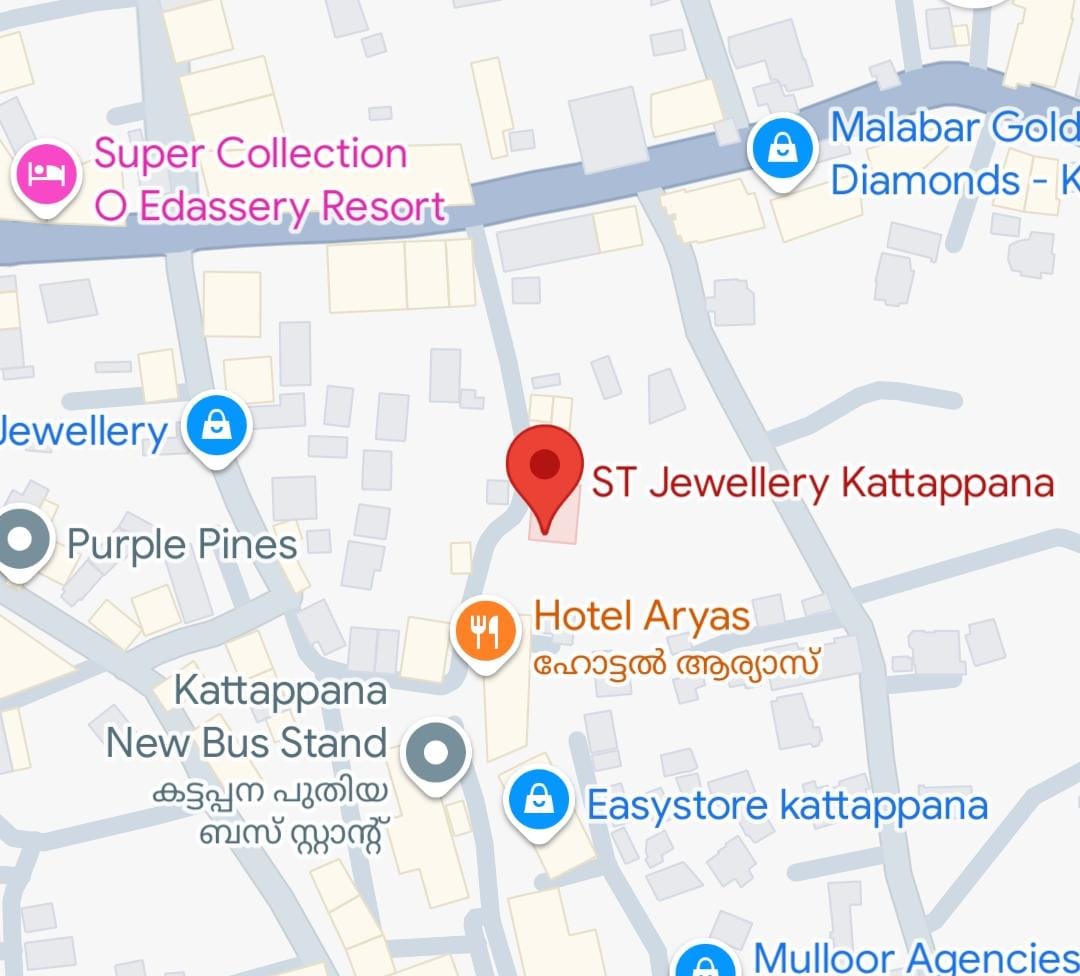 Malabar Gold
Diamonds - K
Super Collection
O Edassery Resort
Jewellery
ST Jewellery Kattappana
Purple Pines
Hotel Aryas
ഹോട്ടൽ ആര്യാസ്
Kattappana
New Bus Stand
കട്ടപ്പന പുതിയ
ബസ് സ്റ്റാന്റ്
Easystore kattappana
Mulloor Agencies